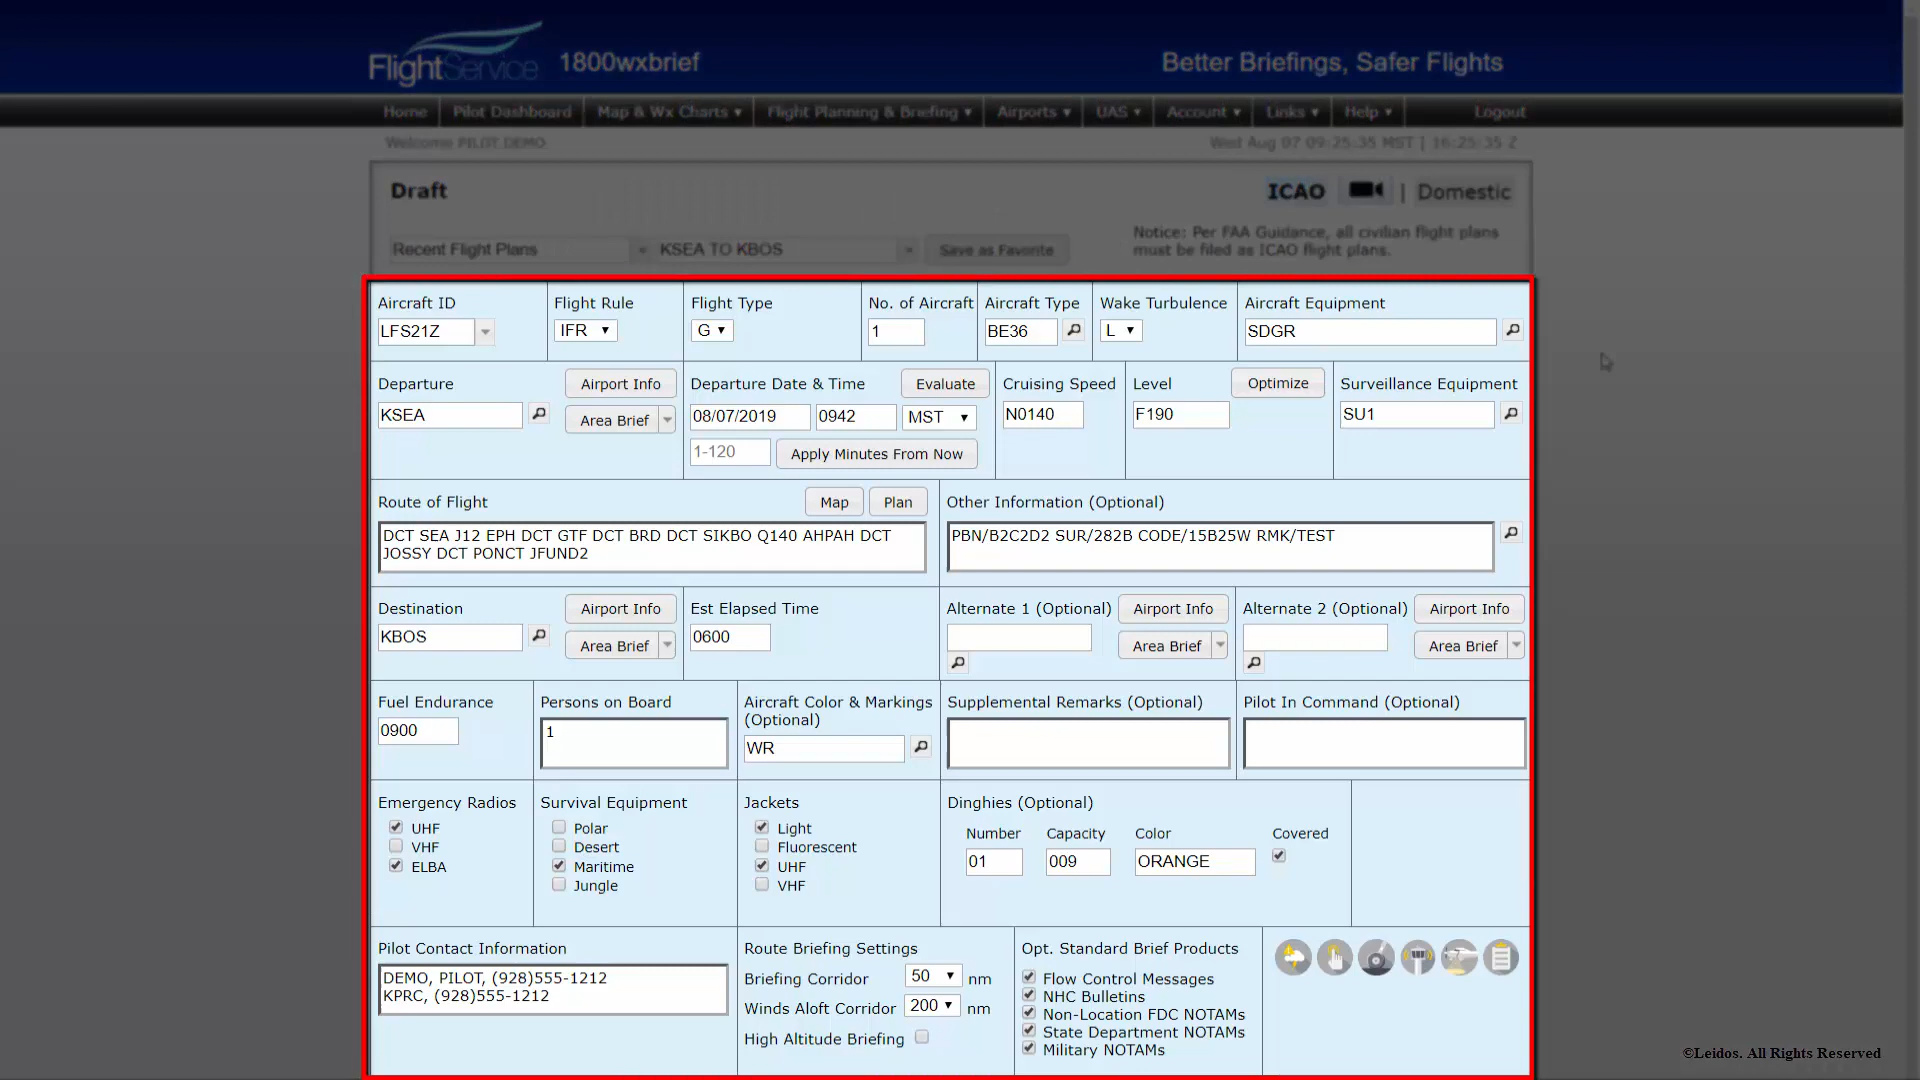 FlightService 1800wxbrief Better Briefings, Safer Flights
Home Pilot Dashboard Map & Wx Charts ▾ Flight Planning & Briefing ▾ Airports ▾ UAS ▾ Account ▾ Links ▾ Help ▾ Logout
Welcome PILOT DEMO Wed Aug 07 09:25:35 MST | 16:25:35 Z
Draft ICAO | Domestic
Notice: Per FAA Guidance, all civilian flight plans
must be filed as ICAO flight plans.
Recent Flight Plans KSEA TO KBOS Save as Favorite
Aircraft ID Flight Rule Flight Type No. of Aircraft Aircraft Type Wake Turbulence Aircraft Equipment
LFS21Z IFR G 1 BE36 L SDGR
Departure Airport Info Departure Date & Time Evaluate Cruising Speed Level Optimize Surveillance Equipment
KSEA Area Brief 08/07/2019 0942 MST N0140 F190 SU1
1-120 Apply Minutes From Now
Route of Flight Map Plan Other Information (Optional)
DCT SEA J12 EPH DCT GTF DCT BRD DCT SIKBO Q140 AHPAH DCT
JOSSY DCT PONCT JFUND2
PBN/B2C2D2 SUR/282B CODE/15B25W RMK/TEST
Destination Airport Info Est Elapsed Time Alternate 1 (Optional) Airport Info Alternate 2 (Optional) Airport Info
KBOS Area Brief 0600 Area Brief Area Brief
Fuel Endurance Persons on Board Aircraft Color & Markings
(Optional) Supplemental Remarks (Optional) Pilot In Command (Optional)
0900 1 WR
Emergency Radios Survival Equipment Jackets Dinghies (Optional)
UHF Polar Light Number Capacity Color Covered
VHF Desert Fluorescent
ELBA Maritime UHF 01 009 ORANGE
Jungle VHF
Pilot Contact Information Route Briefing Settings Opt. Standard Brief Products
DEMO, PILOT, (928)555-1212
KPRC, (928)555-1212
Briefing Corridor 50 nm
Winds Aloft Corridor 200 nm
High Altitude Briefing
Flow Control Messages
NHC Bulletins
Non-Location FDC NOTAMs
State Department NOTAMs
Military NOTAMs
©Leidos. All Rights Reserved